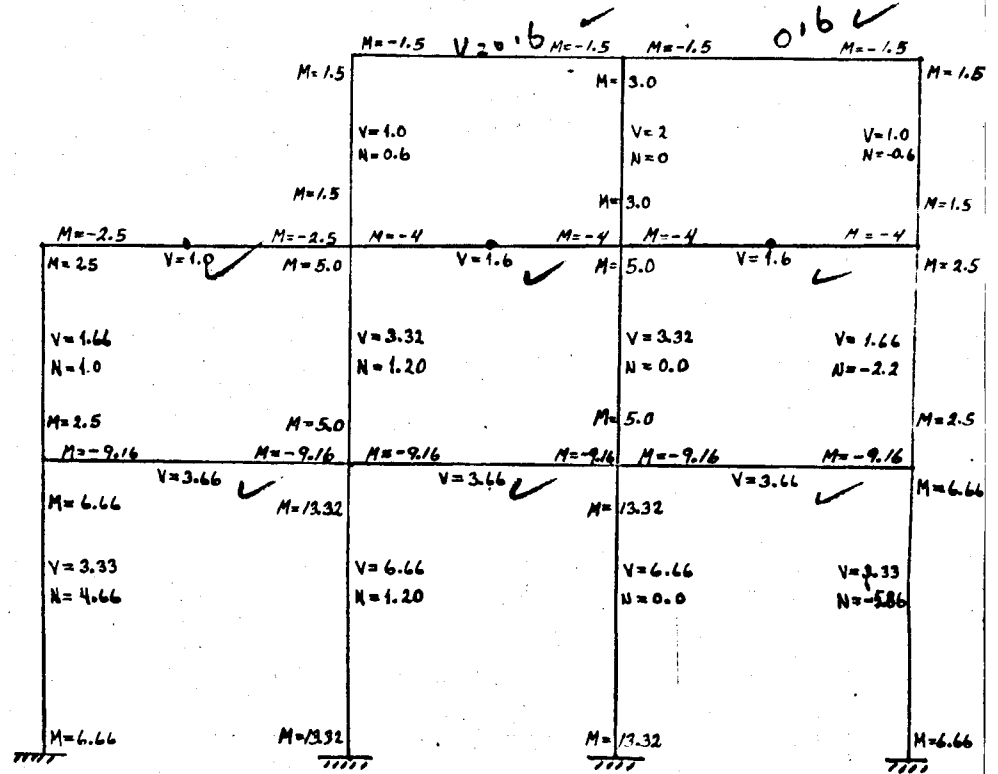 M=-1.5 V=0.6 M=-1.5 M=-1.5 0.6 M=-1.5
M=1.5 M= 3.0 M=1.5
V=1.0 V=2 V=1.0
N=0.6 N=0 N=-0.6
M=1.5 M= 3.0 M=1.5
M=-2.5 M=-2.5 M=-4 M=-4 M=-4 M=-4
M=25 V=1.0 M=5.0 V=1.6 M= 5.0 V=1.6 M=2.5
V=1.66 V=3.32 V=3.32 V=1.66
N=1.0 N=1.20 N=0.0 N=-2.2
M=2.5 M=5.0 M= 5.0 M=2.5
M=-9.16 M=-9.16 M=-9.16 M=-9.16 M=-9.16 M=-9.16
V=3.66 V=3.66 V=3.66
M=6.66 M=13.32 M= 13.32 M=6.66
V=3.33 V=6.66 V=6.66 V=3.33
N=4.66 N=1.20 N=0.0 N=-5.86
M=6.66 M=13.32 M= 13.32 M=6.66